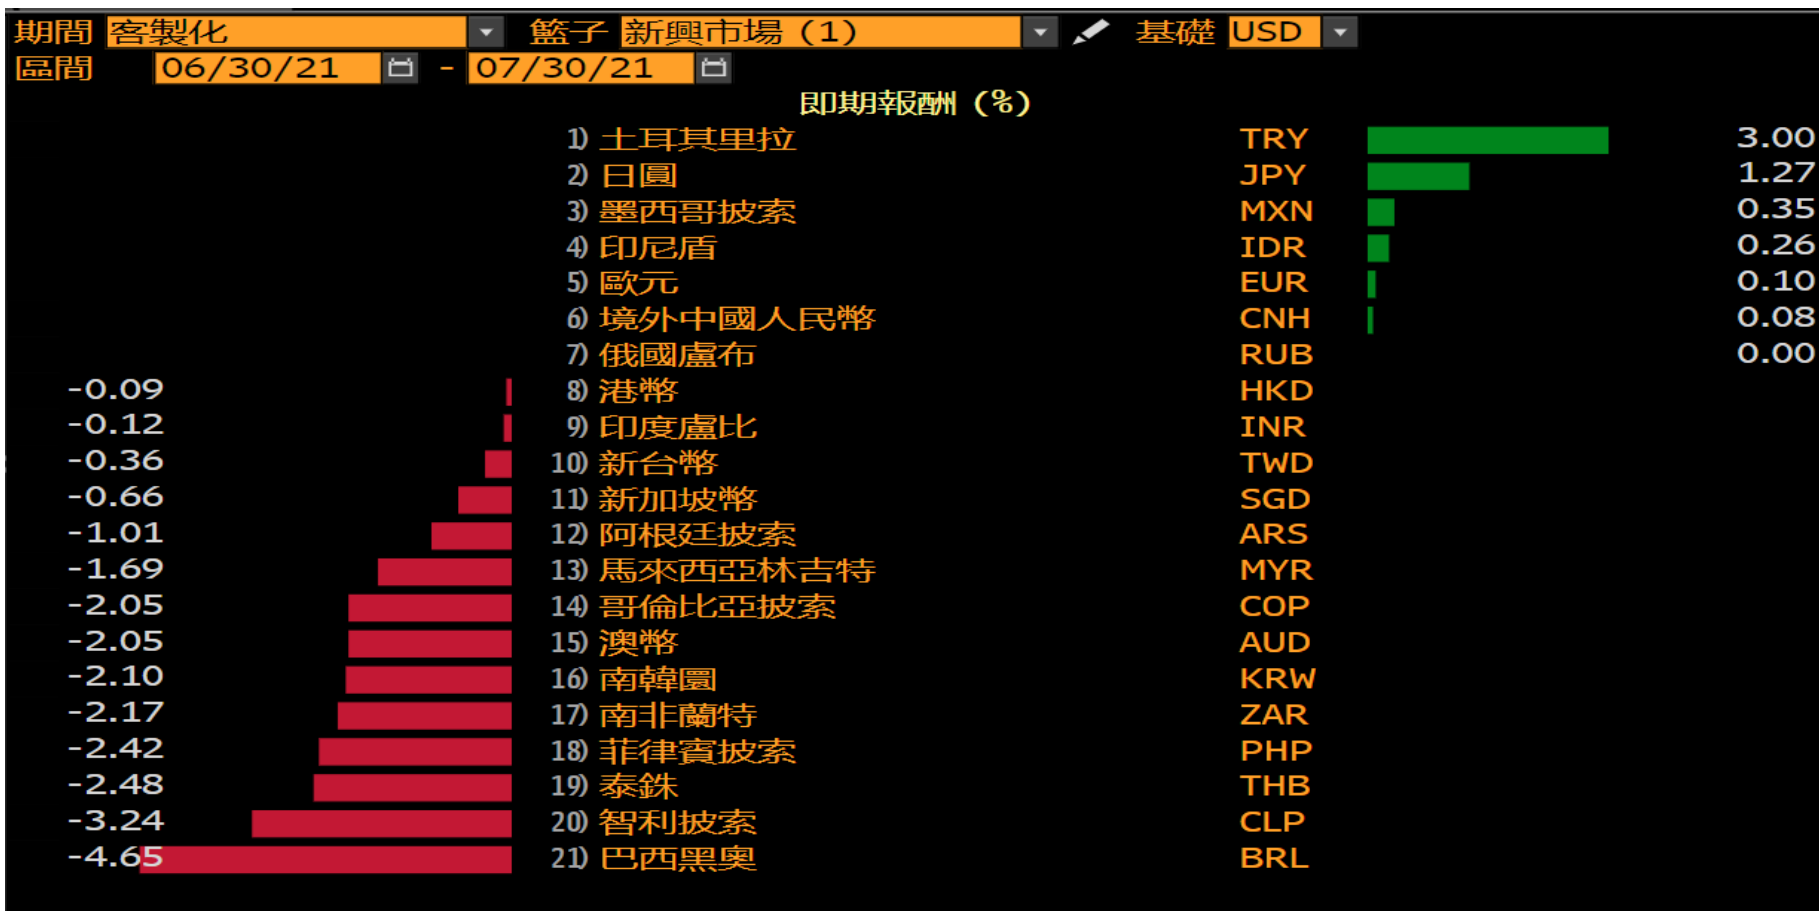 期間 客製化 籃子 新興市場 (1) 基礎 USD
區間 06/30/21 - 07/30/21
即期報酬 (%)
1) 土耳其里拉 TRY 3.00
2) 日圓 JPY 1.27
3) 墨西哥披索 MXN 0.35
4) 印尼盾 IDR 0.26
5) 歐元 EUR 0.10
6) 境外中國人民幣 CNH 0.08
7) 俄國盧布 RUB 0.00
-0.09 8) 港幣 HKD
-0.12 9) 印度盧比 INR
-0.36 10) 新台幣 TWD
-0.66 11) 新加坡幣 SGD
-1.01 12) 阿根廷披索 ARS
-1.69 13) 馬來西亞林吉特 MYR
-2.05 14) 哥倫比亞披索 COP
-2.05 15) 澳幣 AUD
-2.10 16) 南韓圜 KRW
-2.17 17) 南非蘭特 ZAR
-2.42 18) 菲律賓披索 PHP
-2.48 19) 泰銖 THB
-3.24 20) 智利披索 CLP
-4.65 21) 巴西黑奧 BRL